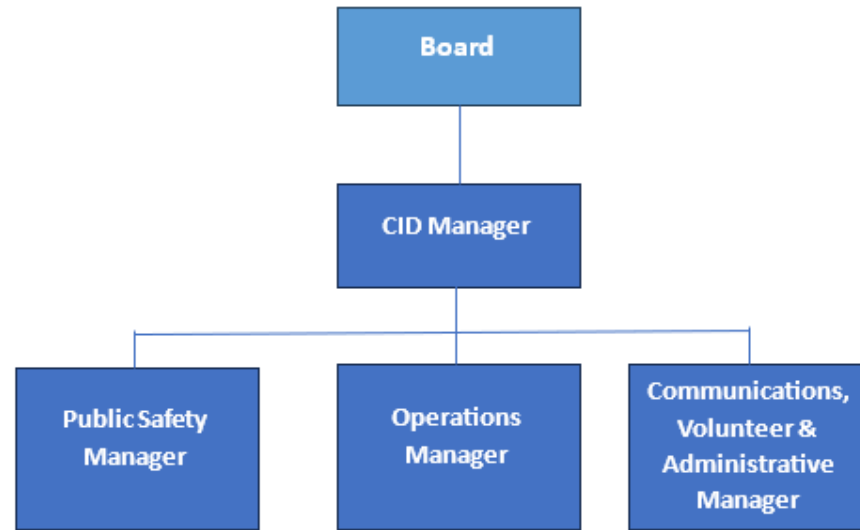 Board
CID Manager
Public Safety
Manager
Operations
Manager
Communications,
Volunteer &
Administrative
Manager